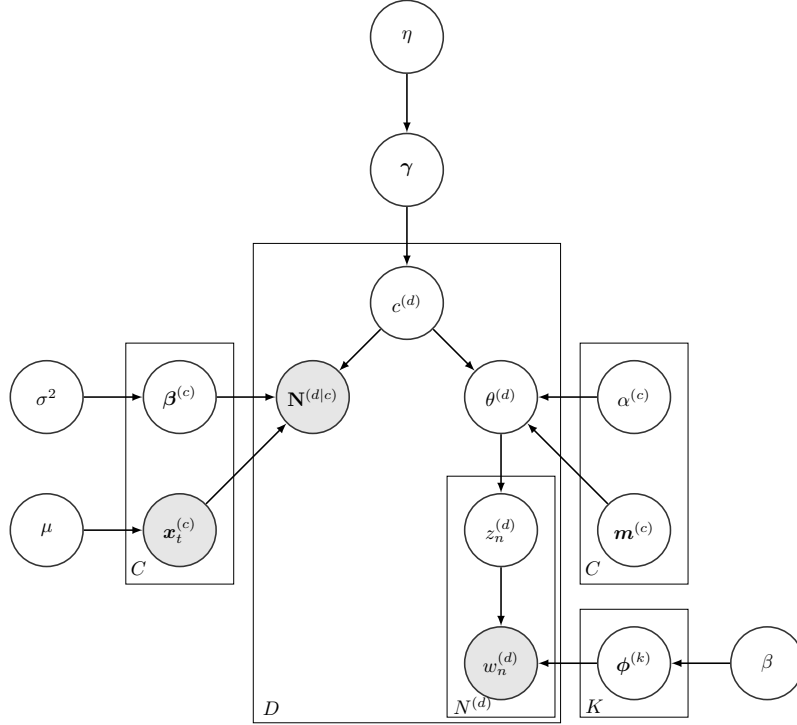 η
γ
c^(d)
σ² β^(c) N^(d|c) θ^(d) α^(c)
μ x_t^(c) z_n^(d) m^(c)
C C
w_n^(d) φ^(k) β
D N^(d) K